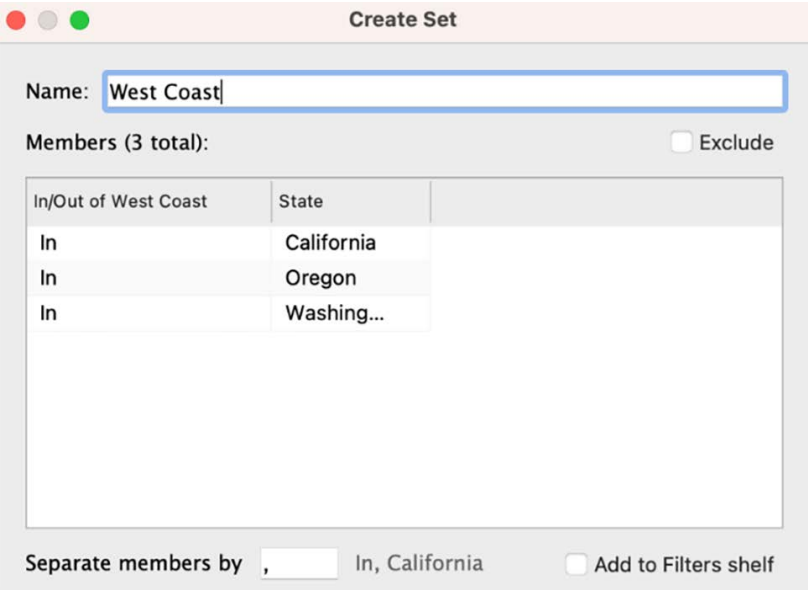 Create Set
Name: West Coast
Members (3 total): Exclude
In/Out of West Coast State
In California
In Oregon
In Washing...
Separate members by , In, California Add to Filters shelf